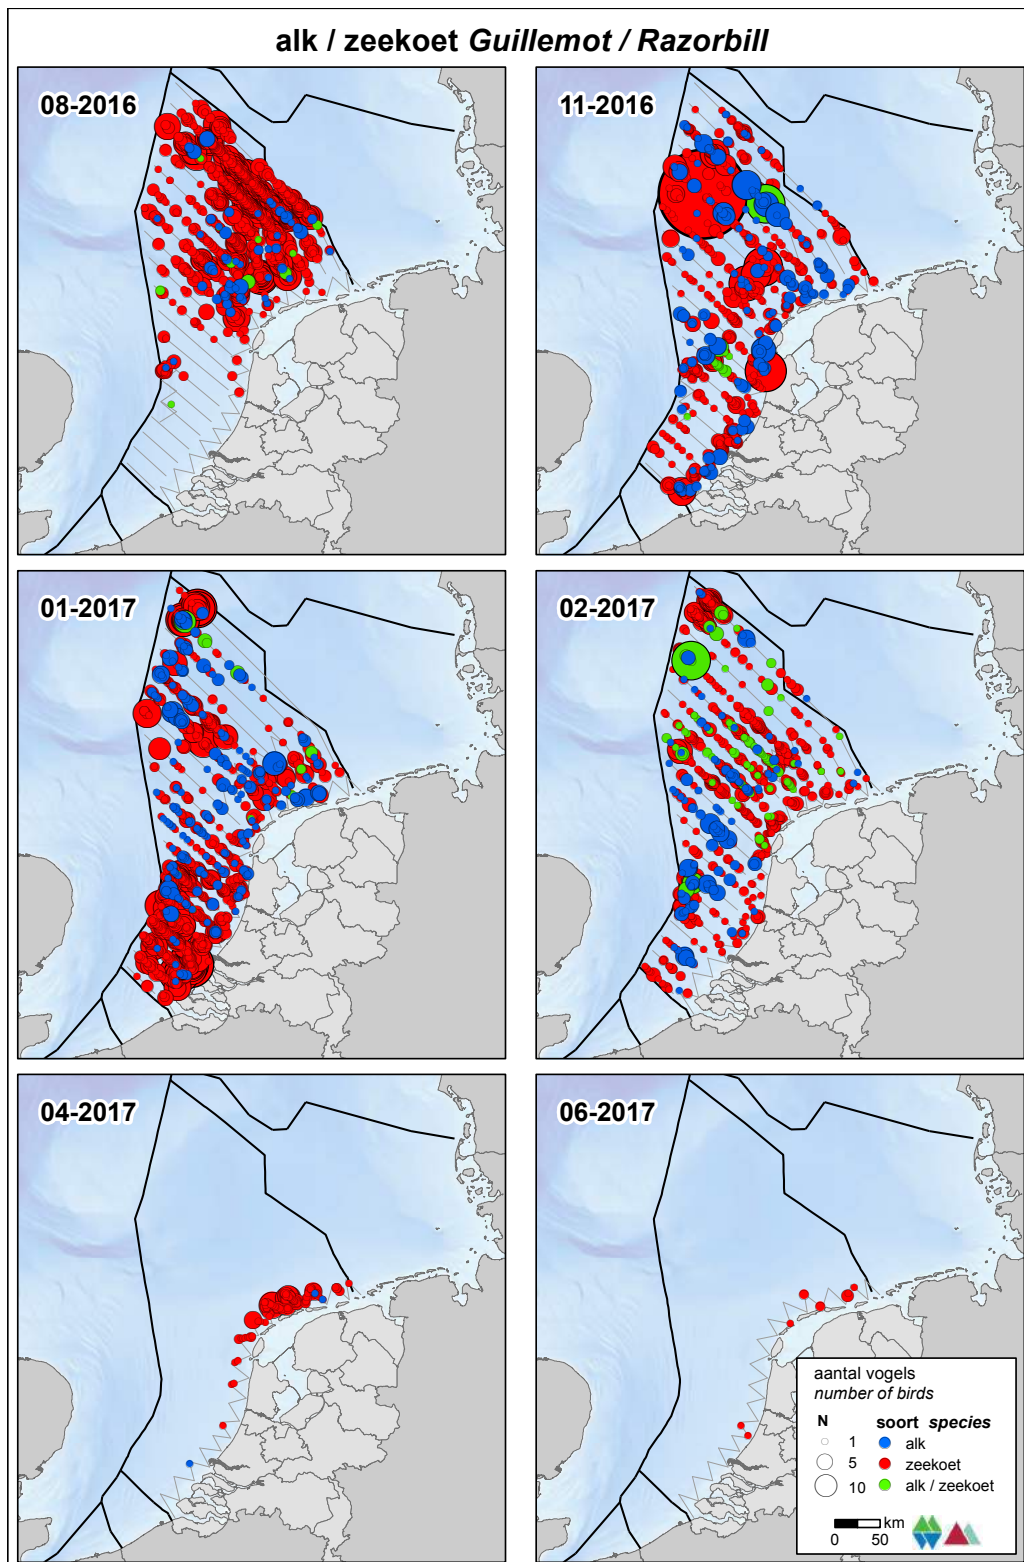 alk / zeekoet Guillemot / Razorbill
08-2016
11-2016
01-2017
02-2017
04-2017
06-2017
aantal vogels
number of birds
N soort species
1 alk
5 zeekoet
10 alk / zeekoet
km
0 50